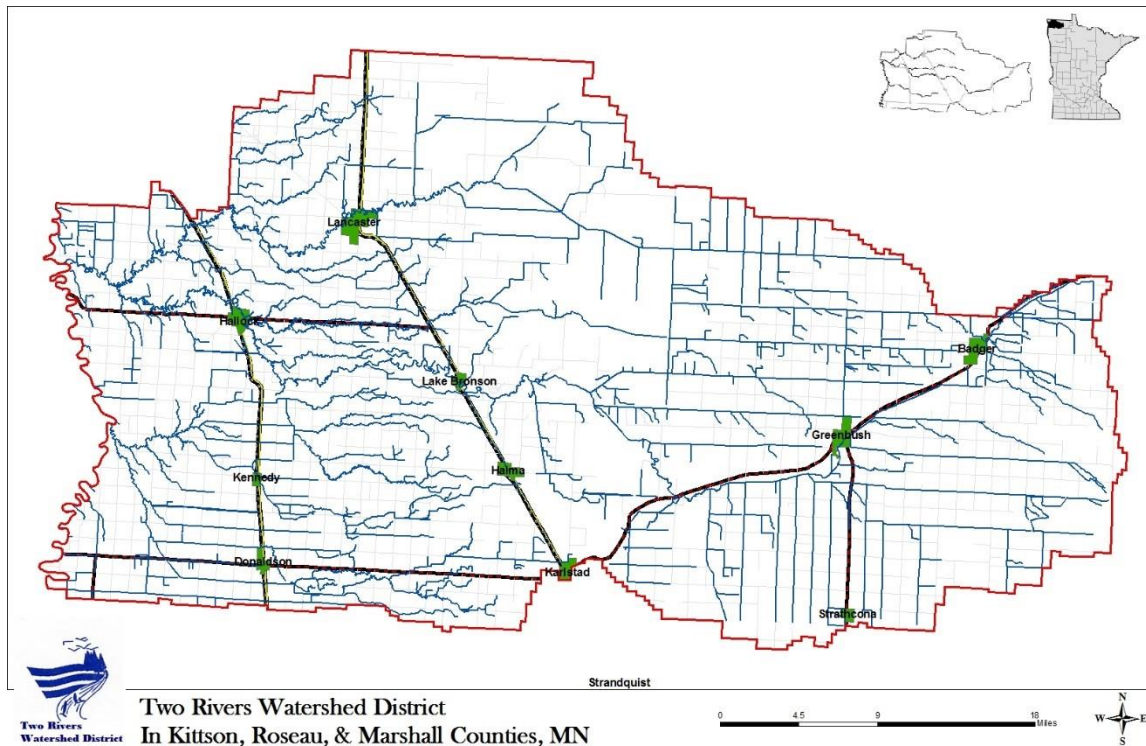 Lancaster
Hallock
Badger
Lake Bronson
Greenbush
Halma
Kennedy
Donaldson
Karlstad
Strathcona
Strandquist
Two Rivers
Watershed District
Two Rivers Watershed District
In Kittson, Roseau, & Marshall Counties, MN
0 4.5 9 18
Miles
N
W E
S